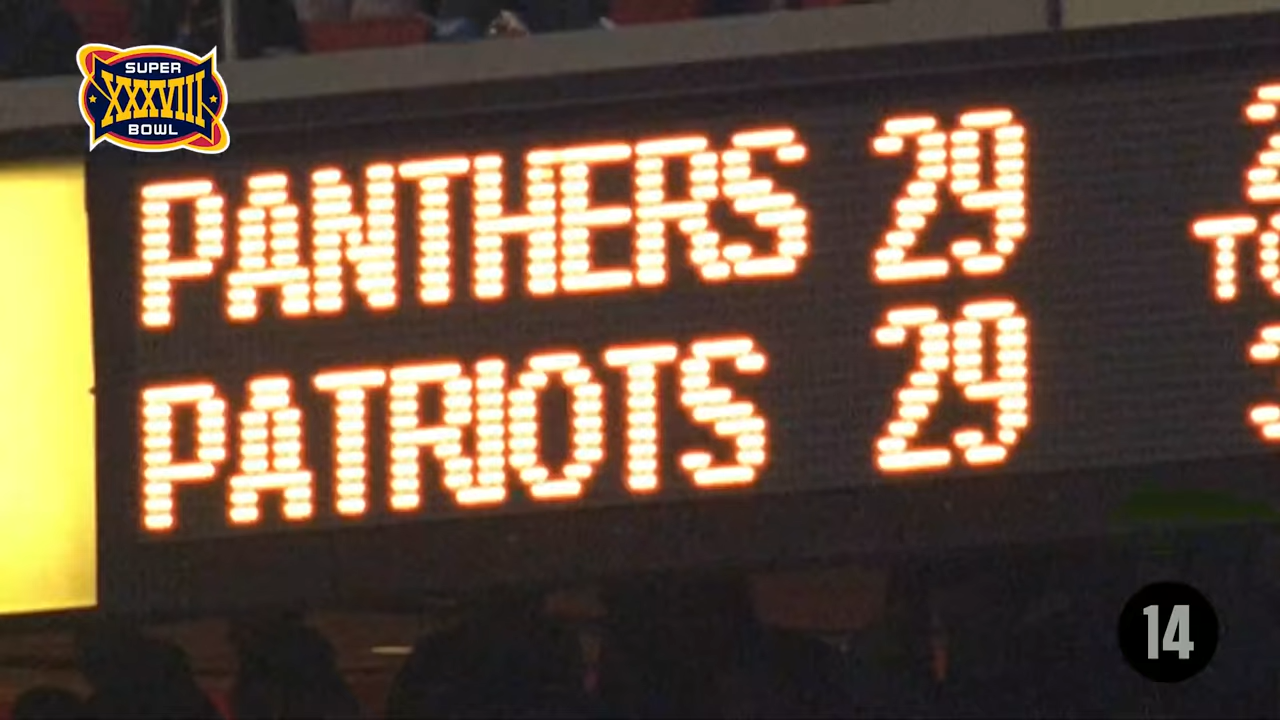 SUPER
XXXVIII
BOWL
PANTHERS 29
PATRIOTS 29
14